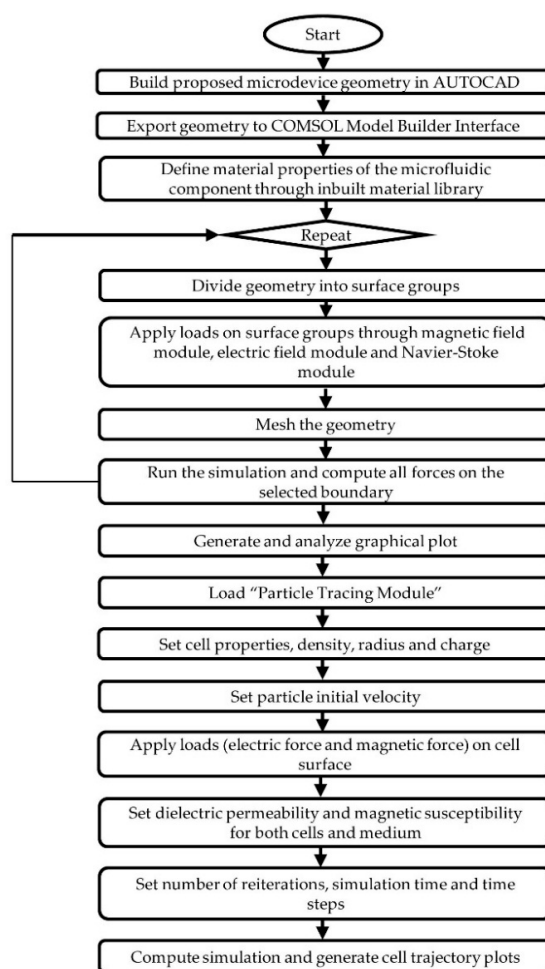 Start
Build proposed microdevice geometry in AUTOCAD
Export geometry to COMSOL Model Builder Interface
Define material properties of the microfluidic
component through inbuilt material library
Repeat
Divide geometry into surface groups
Apply loads on surface groups through magnetic field
module, electric field module and Navier-Stoke
module
Mesh the geometry
Run the simulation and compute all forces on the
selected boundary
Generate and analyze graphical plot
Load “Particle Tracing Module”
Set cell properties, density, radius and charge
Set particle initial velocity
Apply loads (electric force and magnetic force) on cell
surface
Set dielectric permeability and magnetic susceptibility
for both cells and medium
Set number of reiterations, simulation time and time
steps
Compute simulation and generate cell trajectory plots